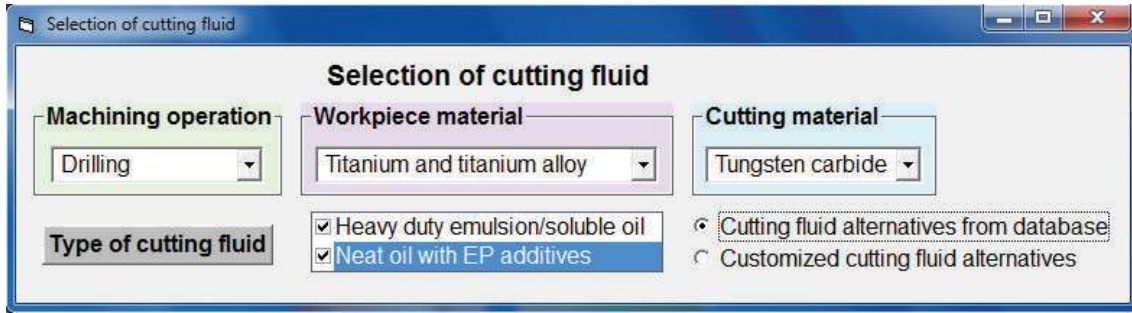 Selection of cutting fluid
Selection of cutting fluid
Machining operation
Drilling
Workpiece material
Titanium and titanium alloy
Cutting material
Tungsten carbide
Type of cutting fluid
Heavy duty emulsion/soluble oil
Neat oil with EP additives
Cutting fluid alternatives from database
Customized cutting fluid alternatives